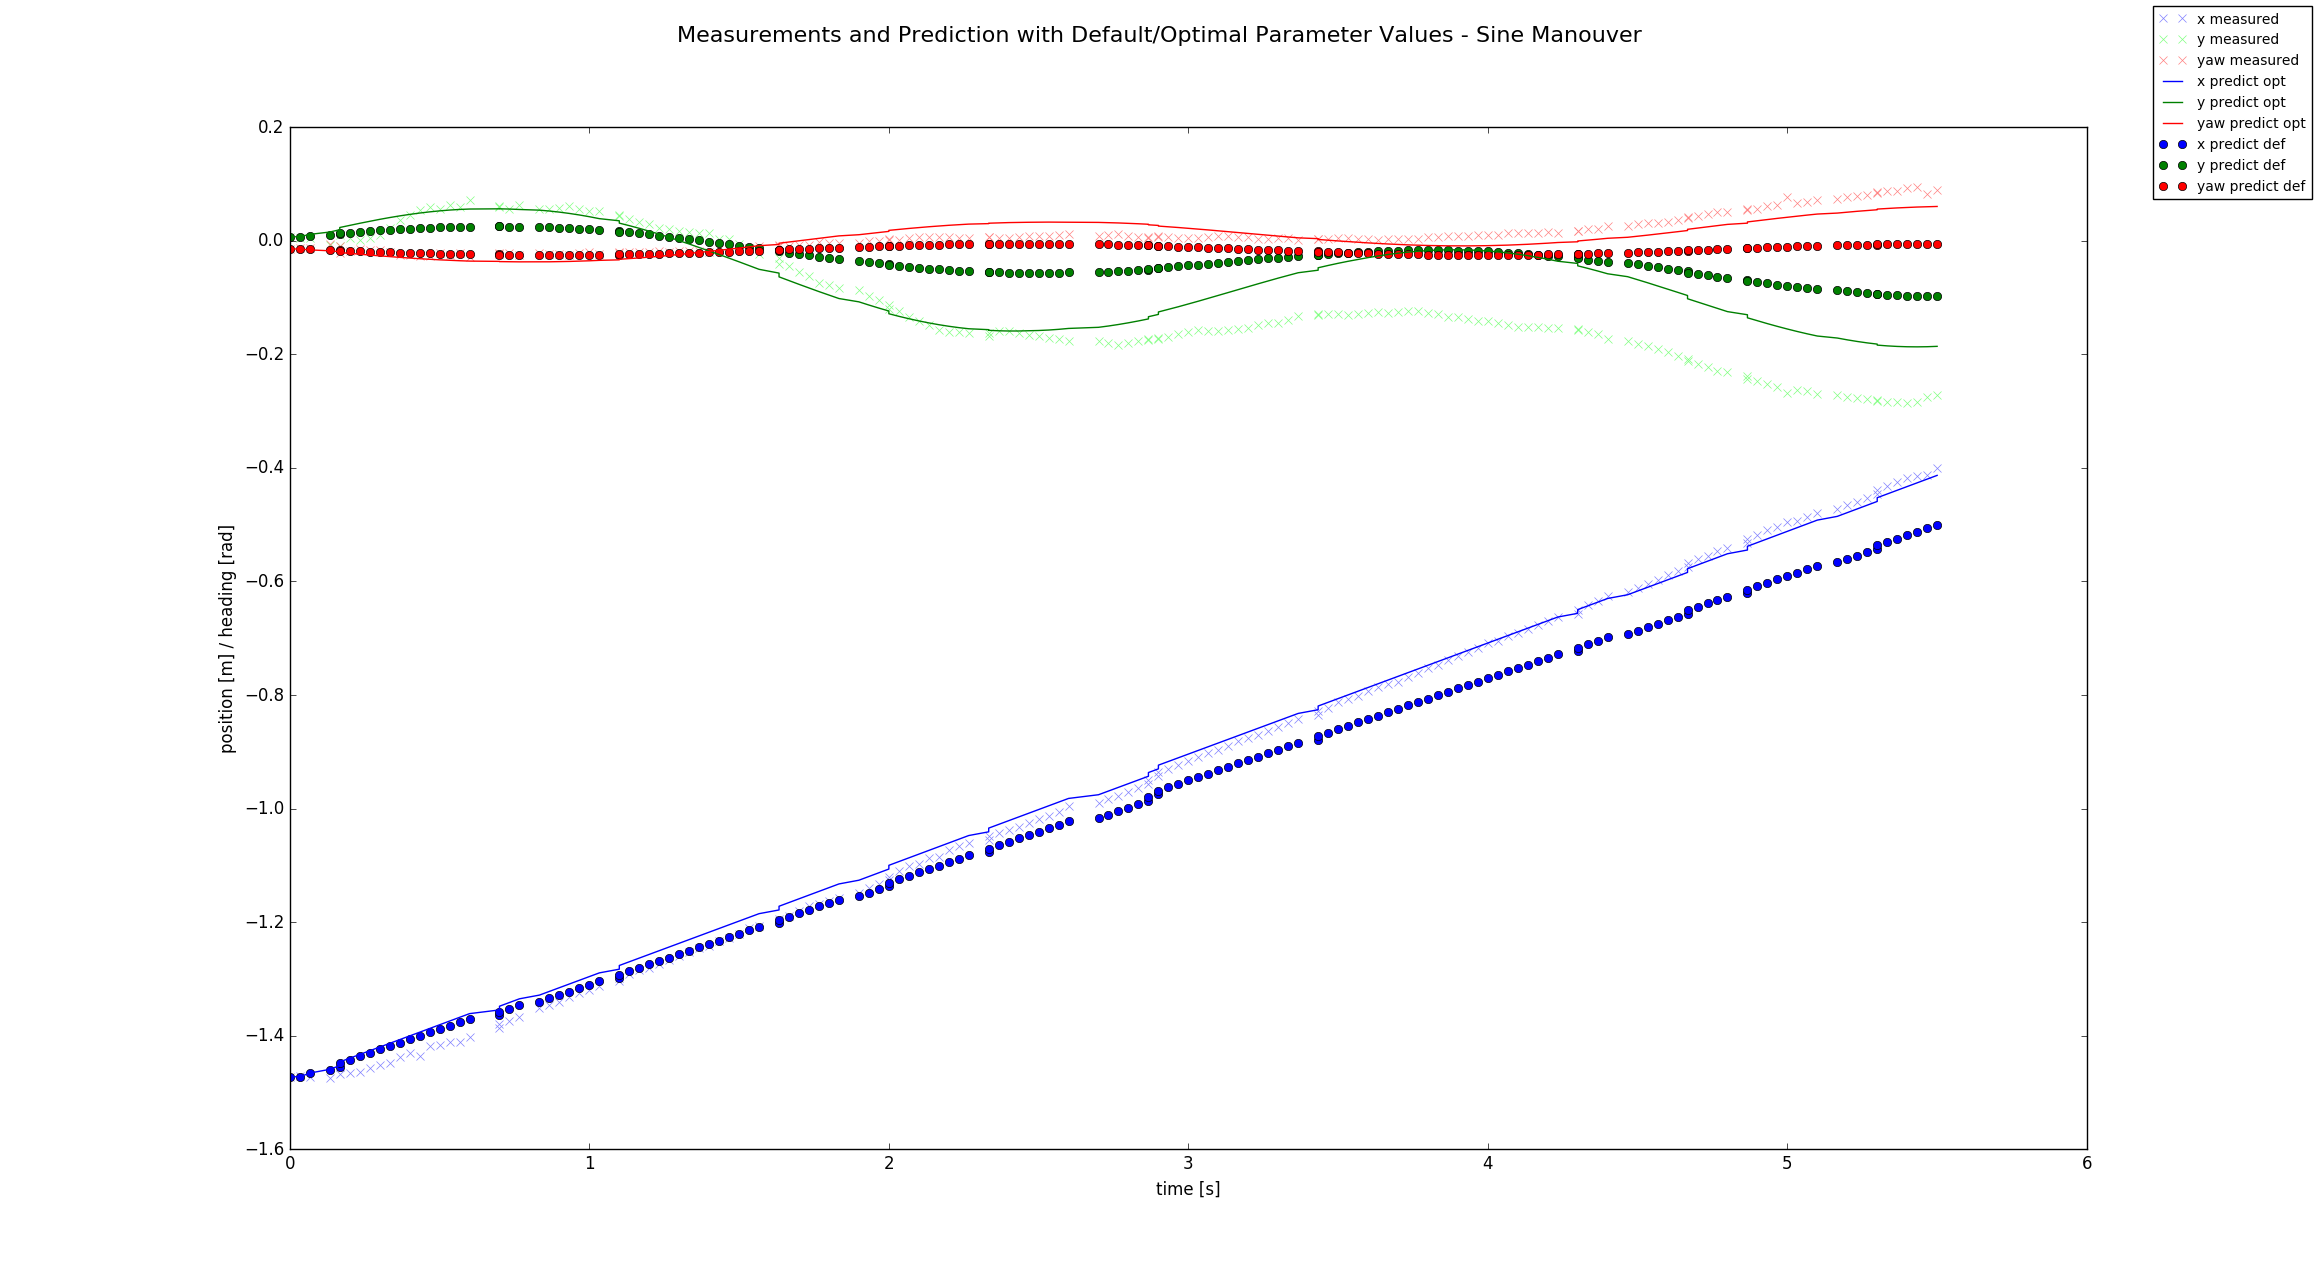 Measurements and Prediction with Default/Optimal Parameter Values - Sine Manouver
x measured
y measured
yaw measured
x predict opt
y predict opt
yaw predict opt
x predict def
y predict def
yaw predict def
0.2
0.0
−0.2
−0.4
−0.6
−0.8
−1.0
−1.2
−1.4
−1.6
position [m] / heading [rad]
0 1 2 3 4 5 6
time [s]